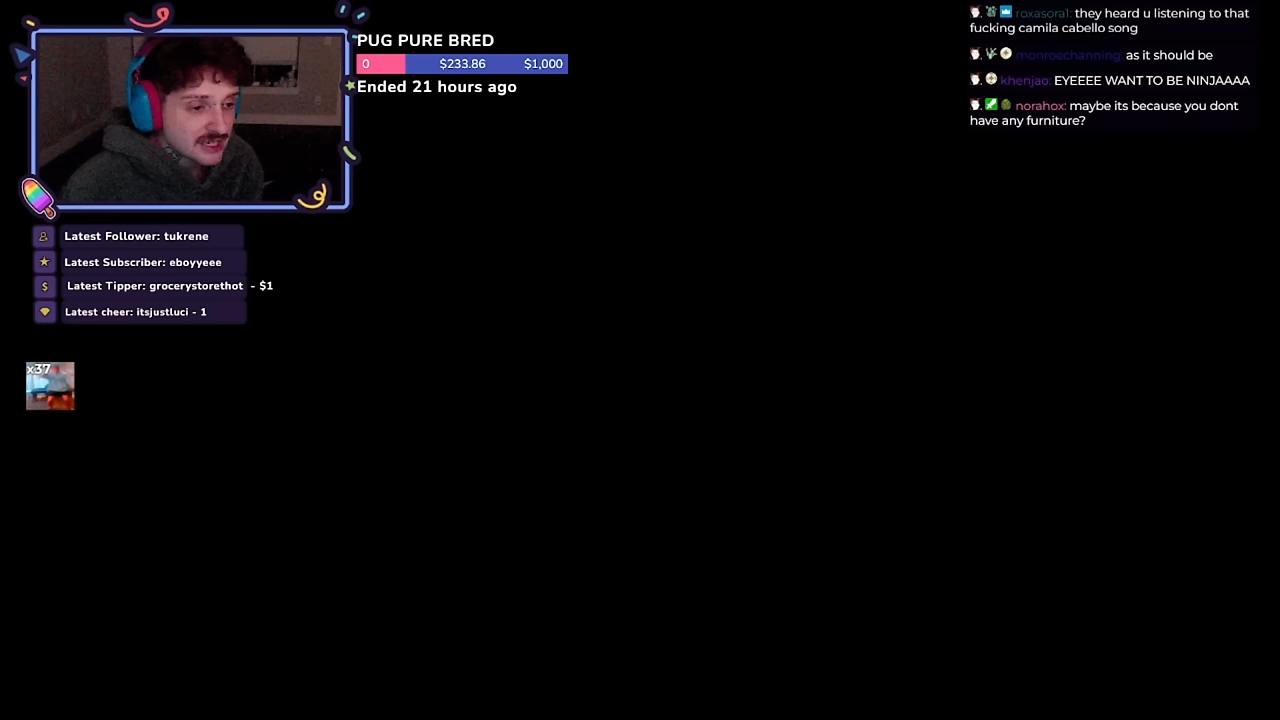 PUG PURE BRED
0 $233.86 $1,000
Ended 21 hours ago
Latest Follower: tukrene
Latest Subscriber: eboyyeee
Latest Tipper: grocerystorethot - $1
Latest cheer: itsjustluci - 1
x37
roxasora1: they heard u listening to that
fucking camila cabello song
monroechanning: as it should be
khenjao: EYEEEE WANT TO BE NINJAAAA
norahox: maybe its because you dont
have any furniture?